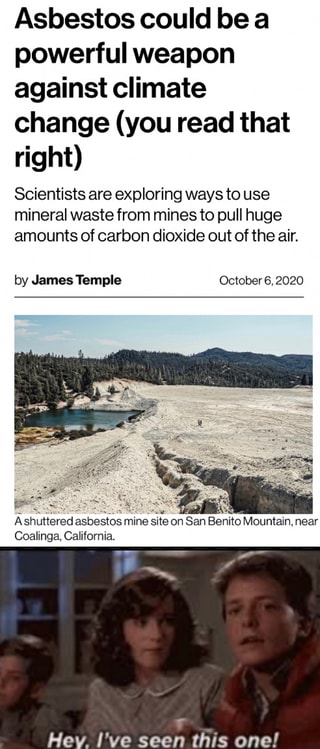 Asbestos could be a
powerful weapon
against climate
change (you read that
right)
Scientists are exploring ways to use
mineral waste from mines to pull huge
amounts of carbon dioxide out of the air.
by James Temple October 6, 2020
A shuttered asbestos mine site on San Benito Mountain, near
Coalinga, California.
Hey, I've seen this one!